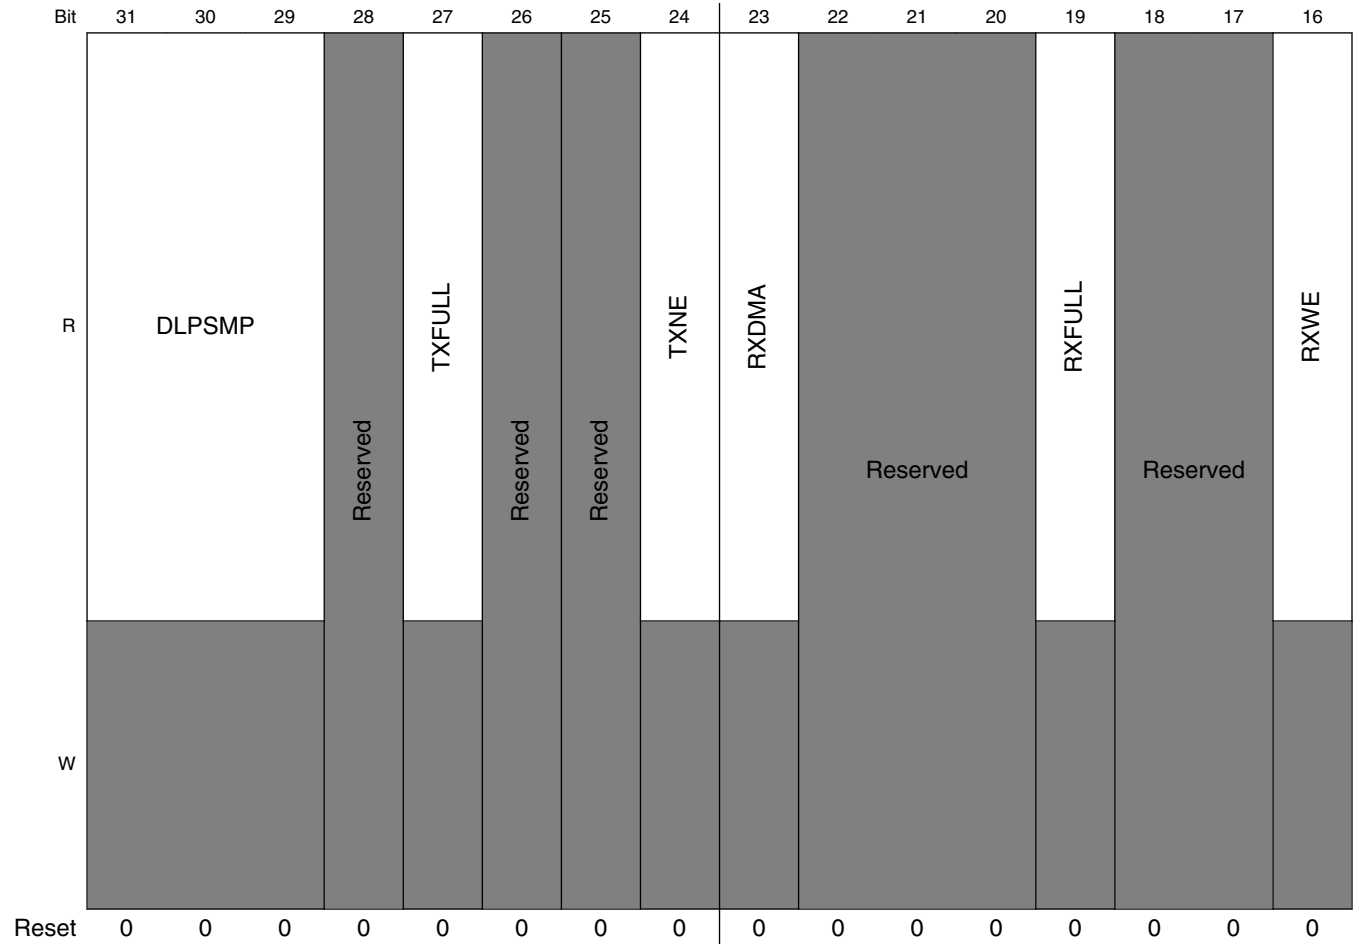 Bit 31 30 29 28 27 26 25 24 23 22 21 20 19 18 17 16
R DLPSMP Reserved TXFULL Reserved Reserved TXNE RXDMA Reserved RXFULL Reserved RXWE
W
Reset 0 0 0 0 0 0 0 0 0 0 0 0 0 0 0 0